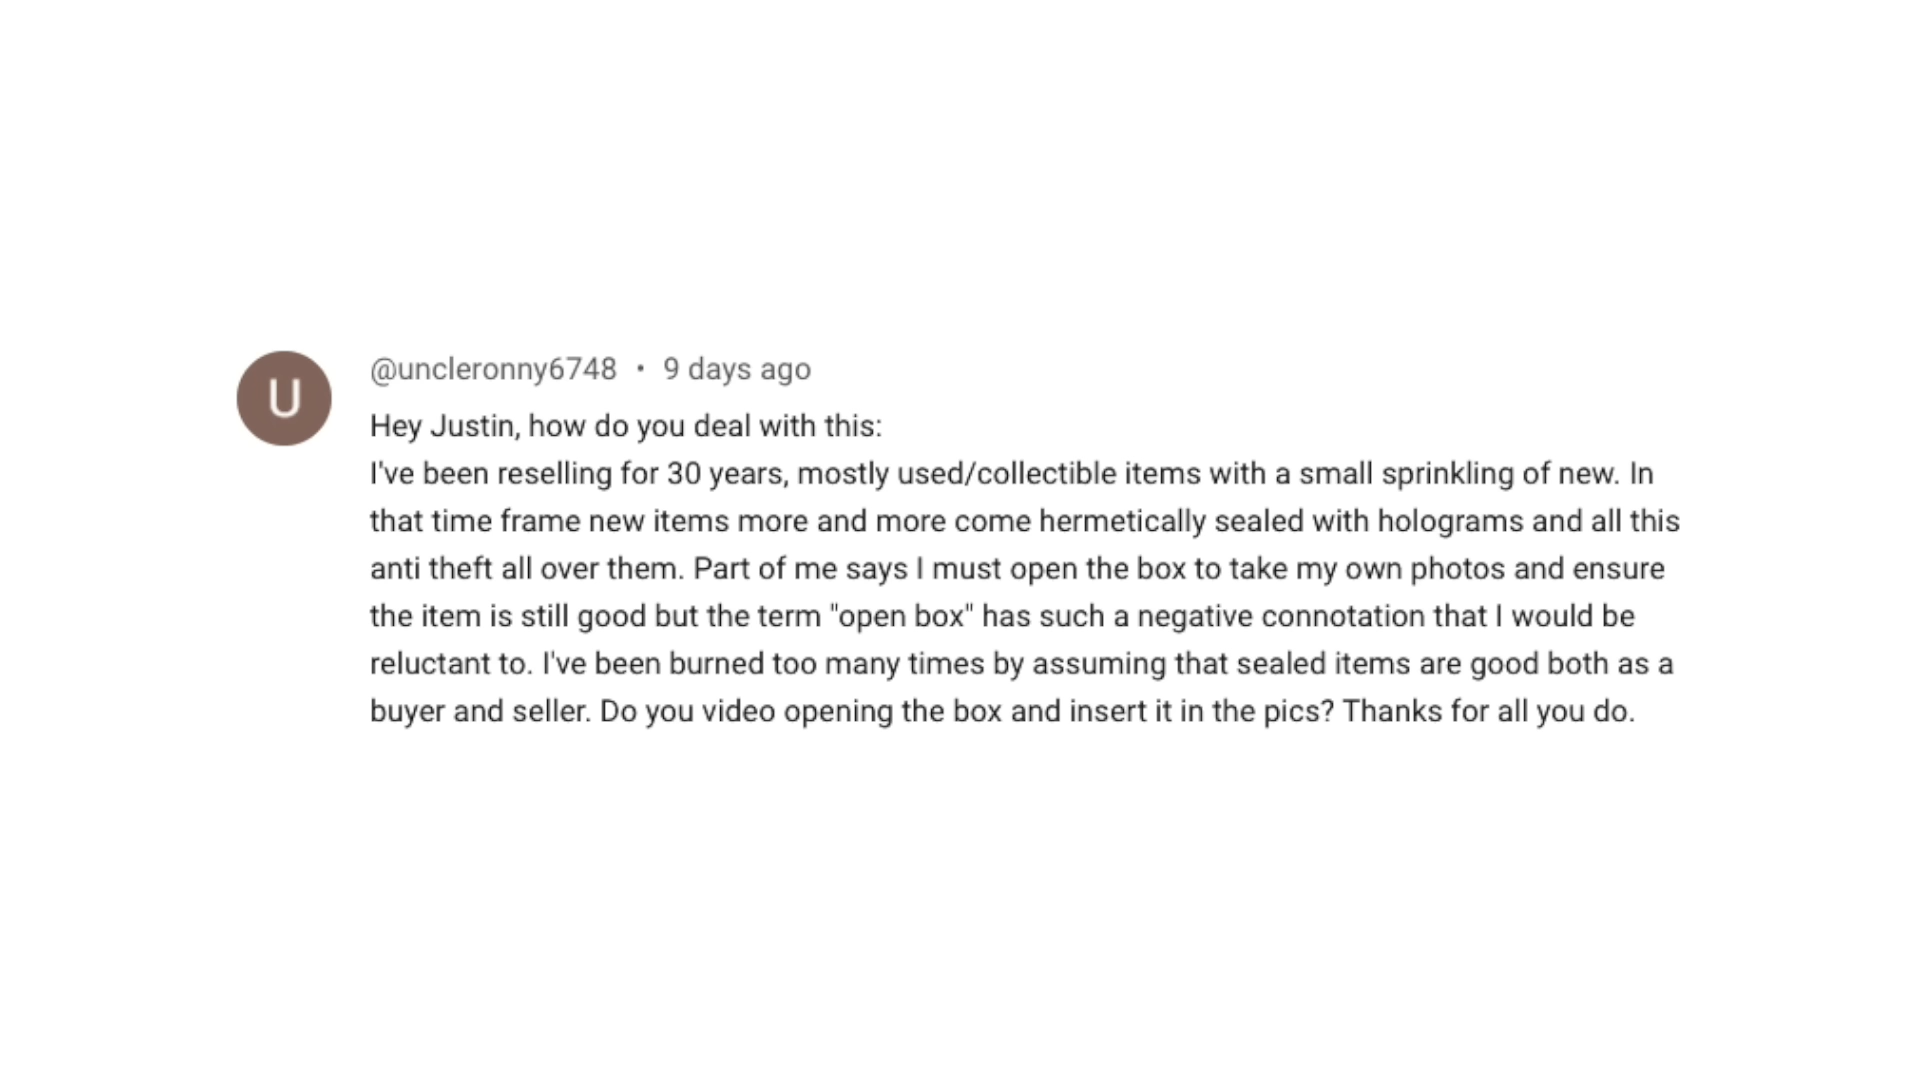 U
@uncleronny6748 • 9 days ago
Hey Justin, how do you deal with this:
I've been reselling for 30 years, mostly used/collectible items with a small sprinkling of new. In
that time frame new items more and more come hermetically sealed with holograms and all this
anti theft all over them. Part of me says I must open the box to take my own photos and ensure
the item is still good but the term "open box" has such a negative connotation that I would be
reluctant to. I've been burned too many times by assuming that sealed items are good both as a
buyer and seller. Do you video opening the box and insert it in the pics? Thanks for all you do.